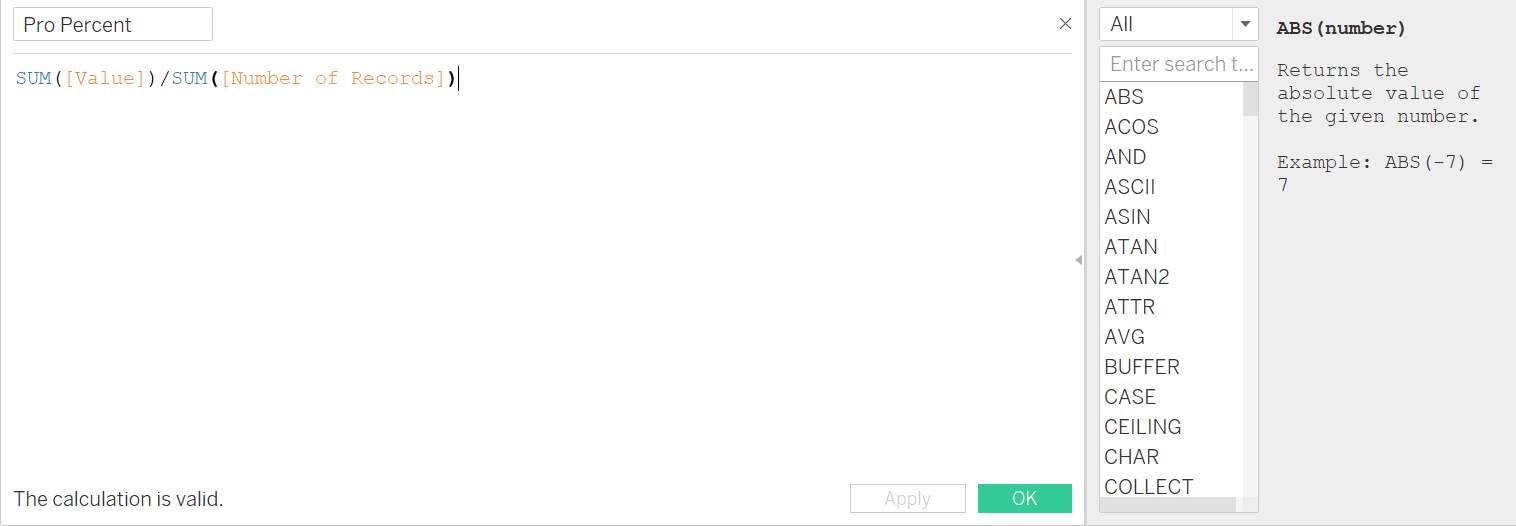 Pro Percent
SUM([Value])/SUM([Number of Records])
The calculation is valid.
Apply
OK
All
Enter search t...
ABS
ACOS
AND
ASCII
ASIN
ATAN
ATAN2
ATTR
AVG
BUFFER
CASE
CEILING
CHAR
COLLECT
ABS(number)
Returns the
absolute value of
the given number.
Example: ABS(-7) =
7